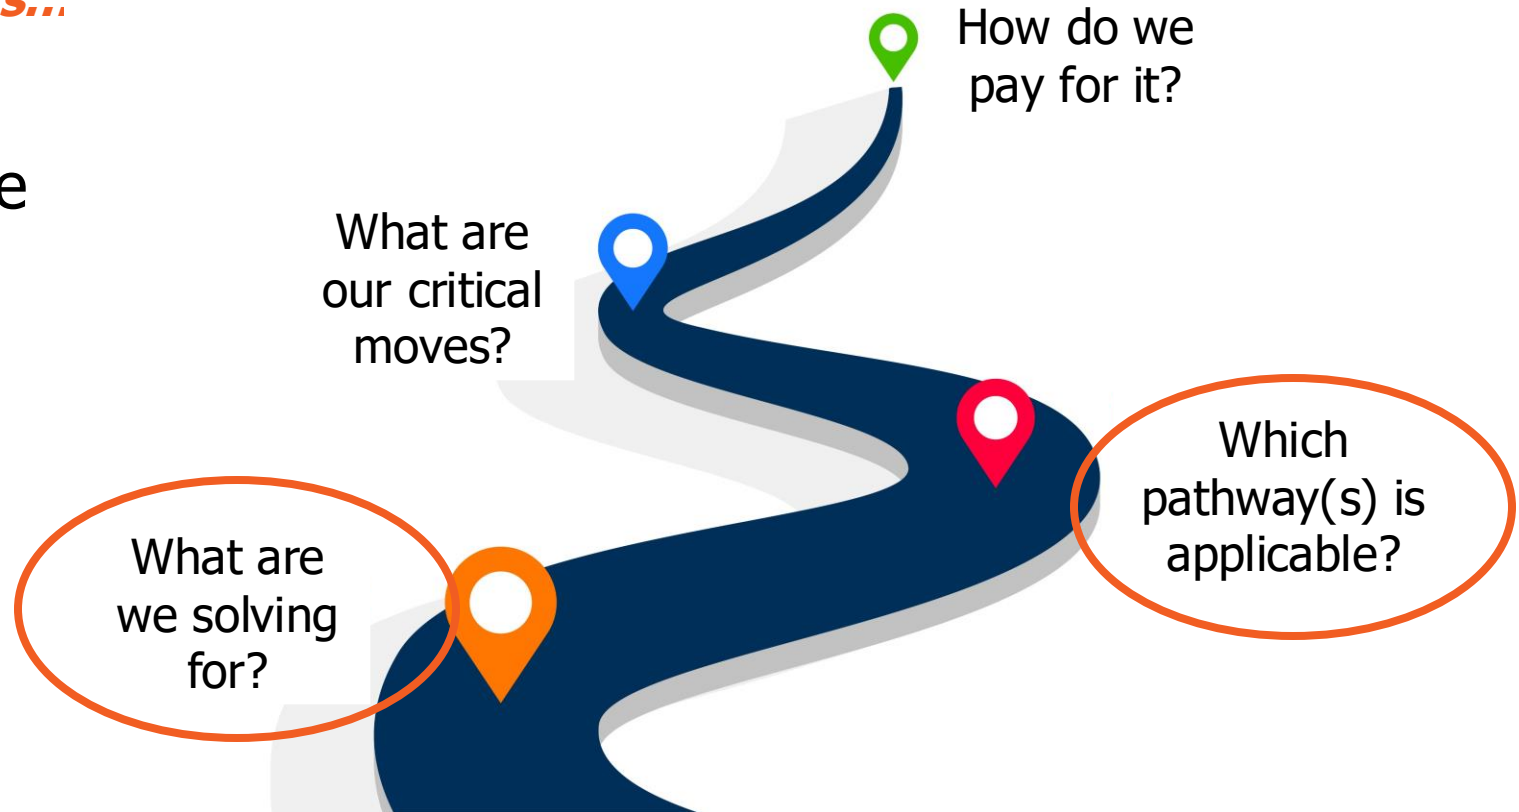 s...
e
How do we
pay for it?
What are
our critical
moves?
Which
pathway(s) is
applicable?
What are
we solving
for?